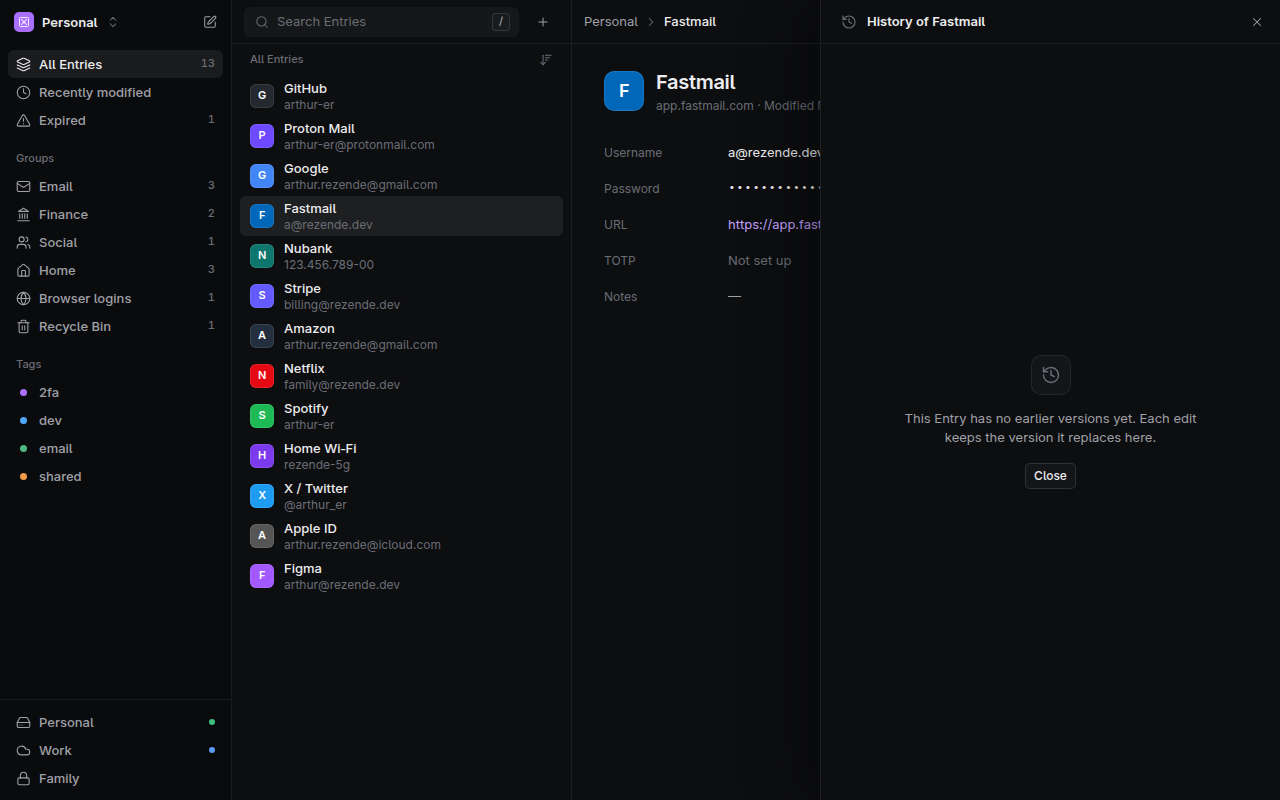 Personal
All Entries 13
Recently modified
Expired 1
Groups
Email 3
Finance 2
Social 1
Home 3
Browser logins 1
Recycle Bin 1
Tags
2fa
dev
email
shared
Personal
Work
Family
Search Entries /
All Entries
G GitHub
arthur-er
P Proton Mail
arthur-er@protonmail.com
G Google
arthur.rezende@gmail.com
F Fastmail
a@rezende.dev
N Nubank
123.456.789-00
S Stripe
billing@rezende.dev
A Amazon
arthur.rezende@gmail.com
N Netflix
family@rezende.dev
S Spotify
arthur-er
H Home Wi-Fi
rezende-5g
X X / Twitter
@arthur_er
A Apple ID
arthur.rezende@icloud.com
F Figma
arthur@rezende.dev
Personal Fastmail
F Fastmail
app.fastmail.com · Modified
Username a@rezende.dev
Password ••••••••••••
URL https://app.fast
TOTP Not set up
Notes —
History of Fastmail
This Entry has no earlier versions yet. Each edit
keeps the version it replaces here.
Close